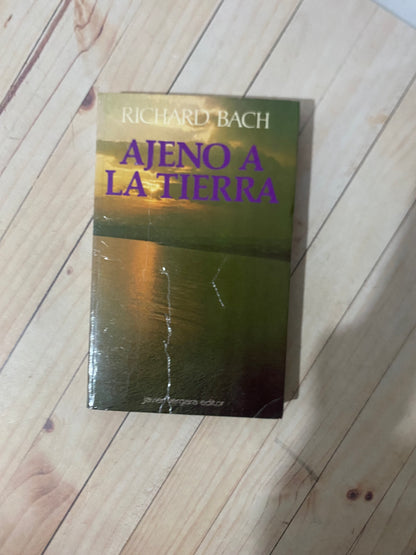 RICHARD BACH
AJENO A
LA TIERRA
javier vergara editor